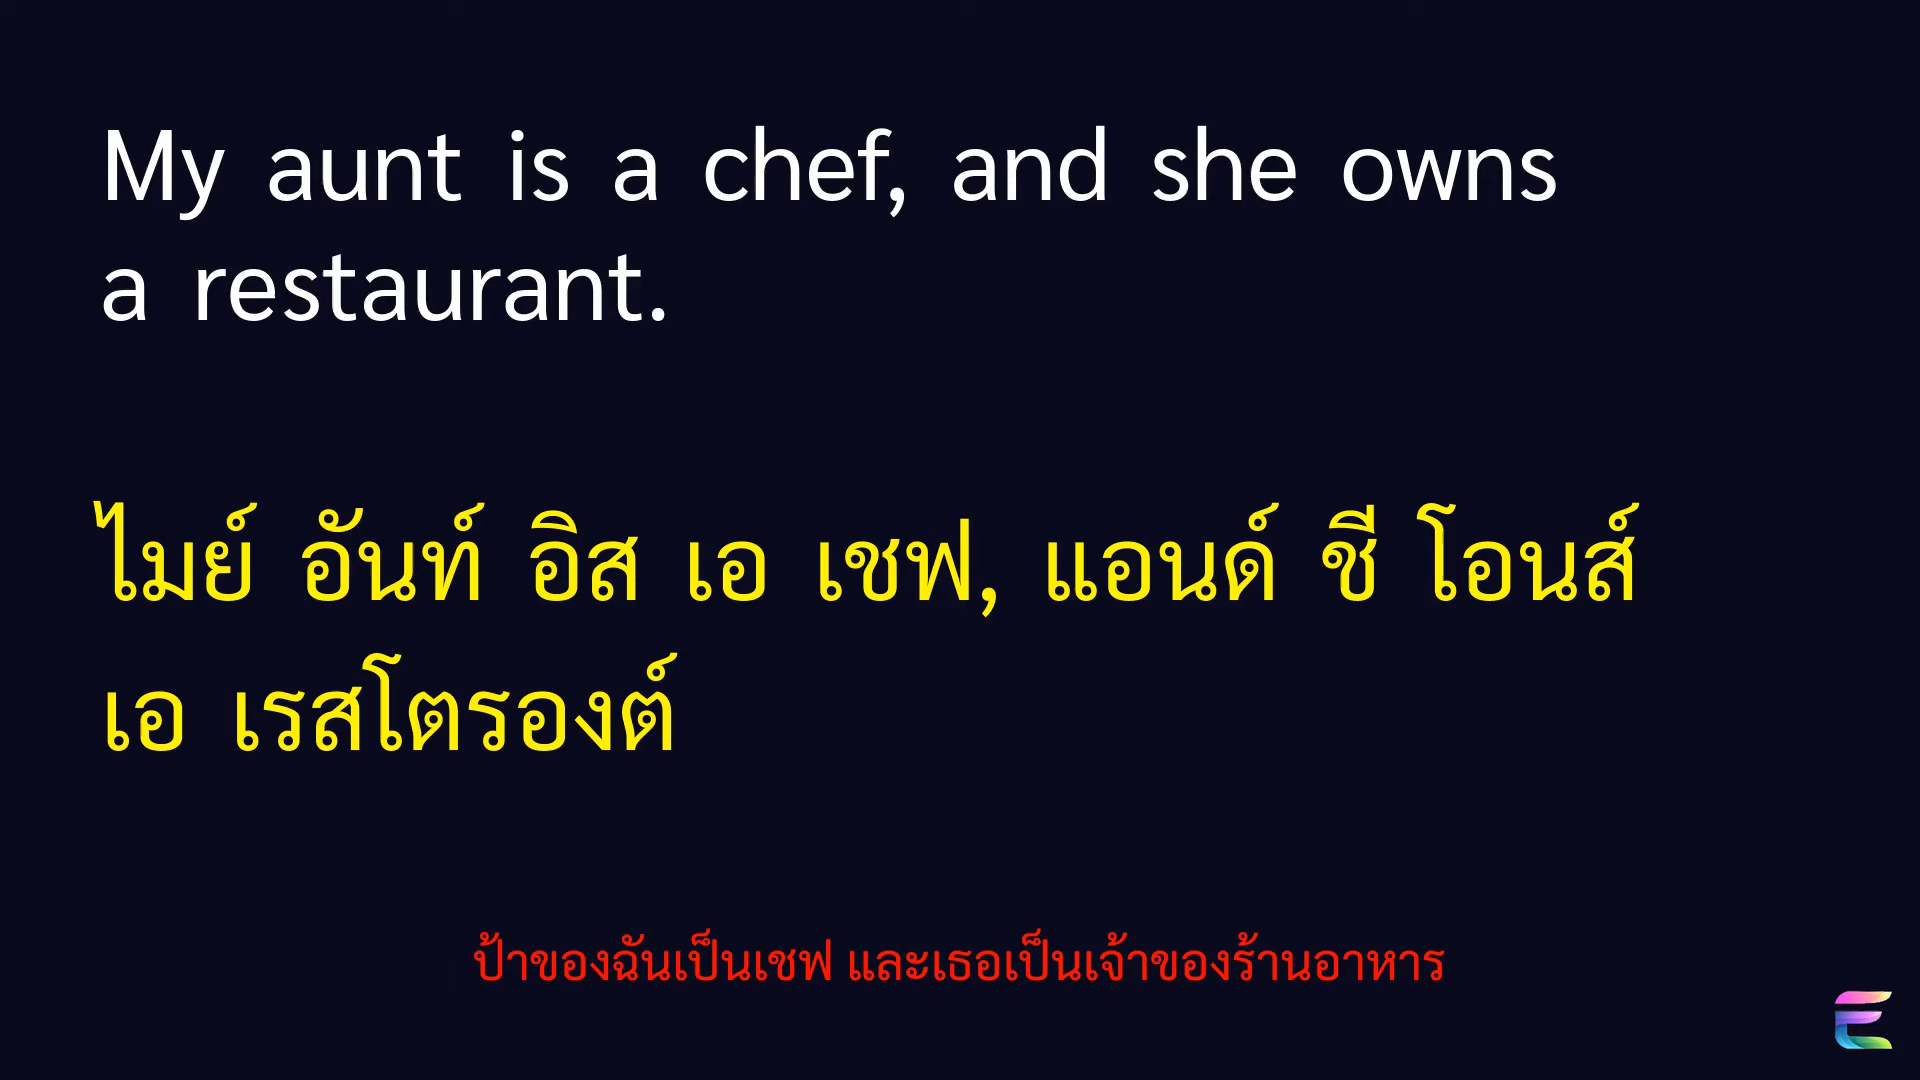 My aunt is a chef, and she owns
a restaurant.
ไมย์ อันท์ อิส เอ เชฟ, แอนด์ ชี โอนส์
เอ เรสโตรองต์
ป้าของฉันเป็นเชฟ และเธอเป็นเจ้าของร้านอาหาร